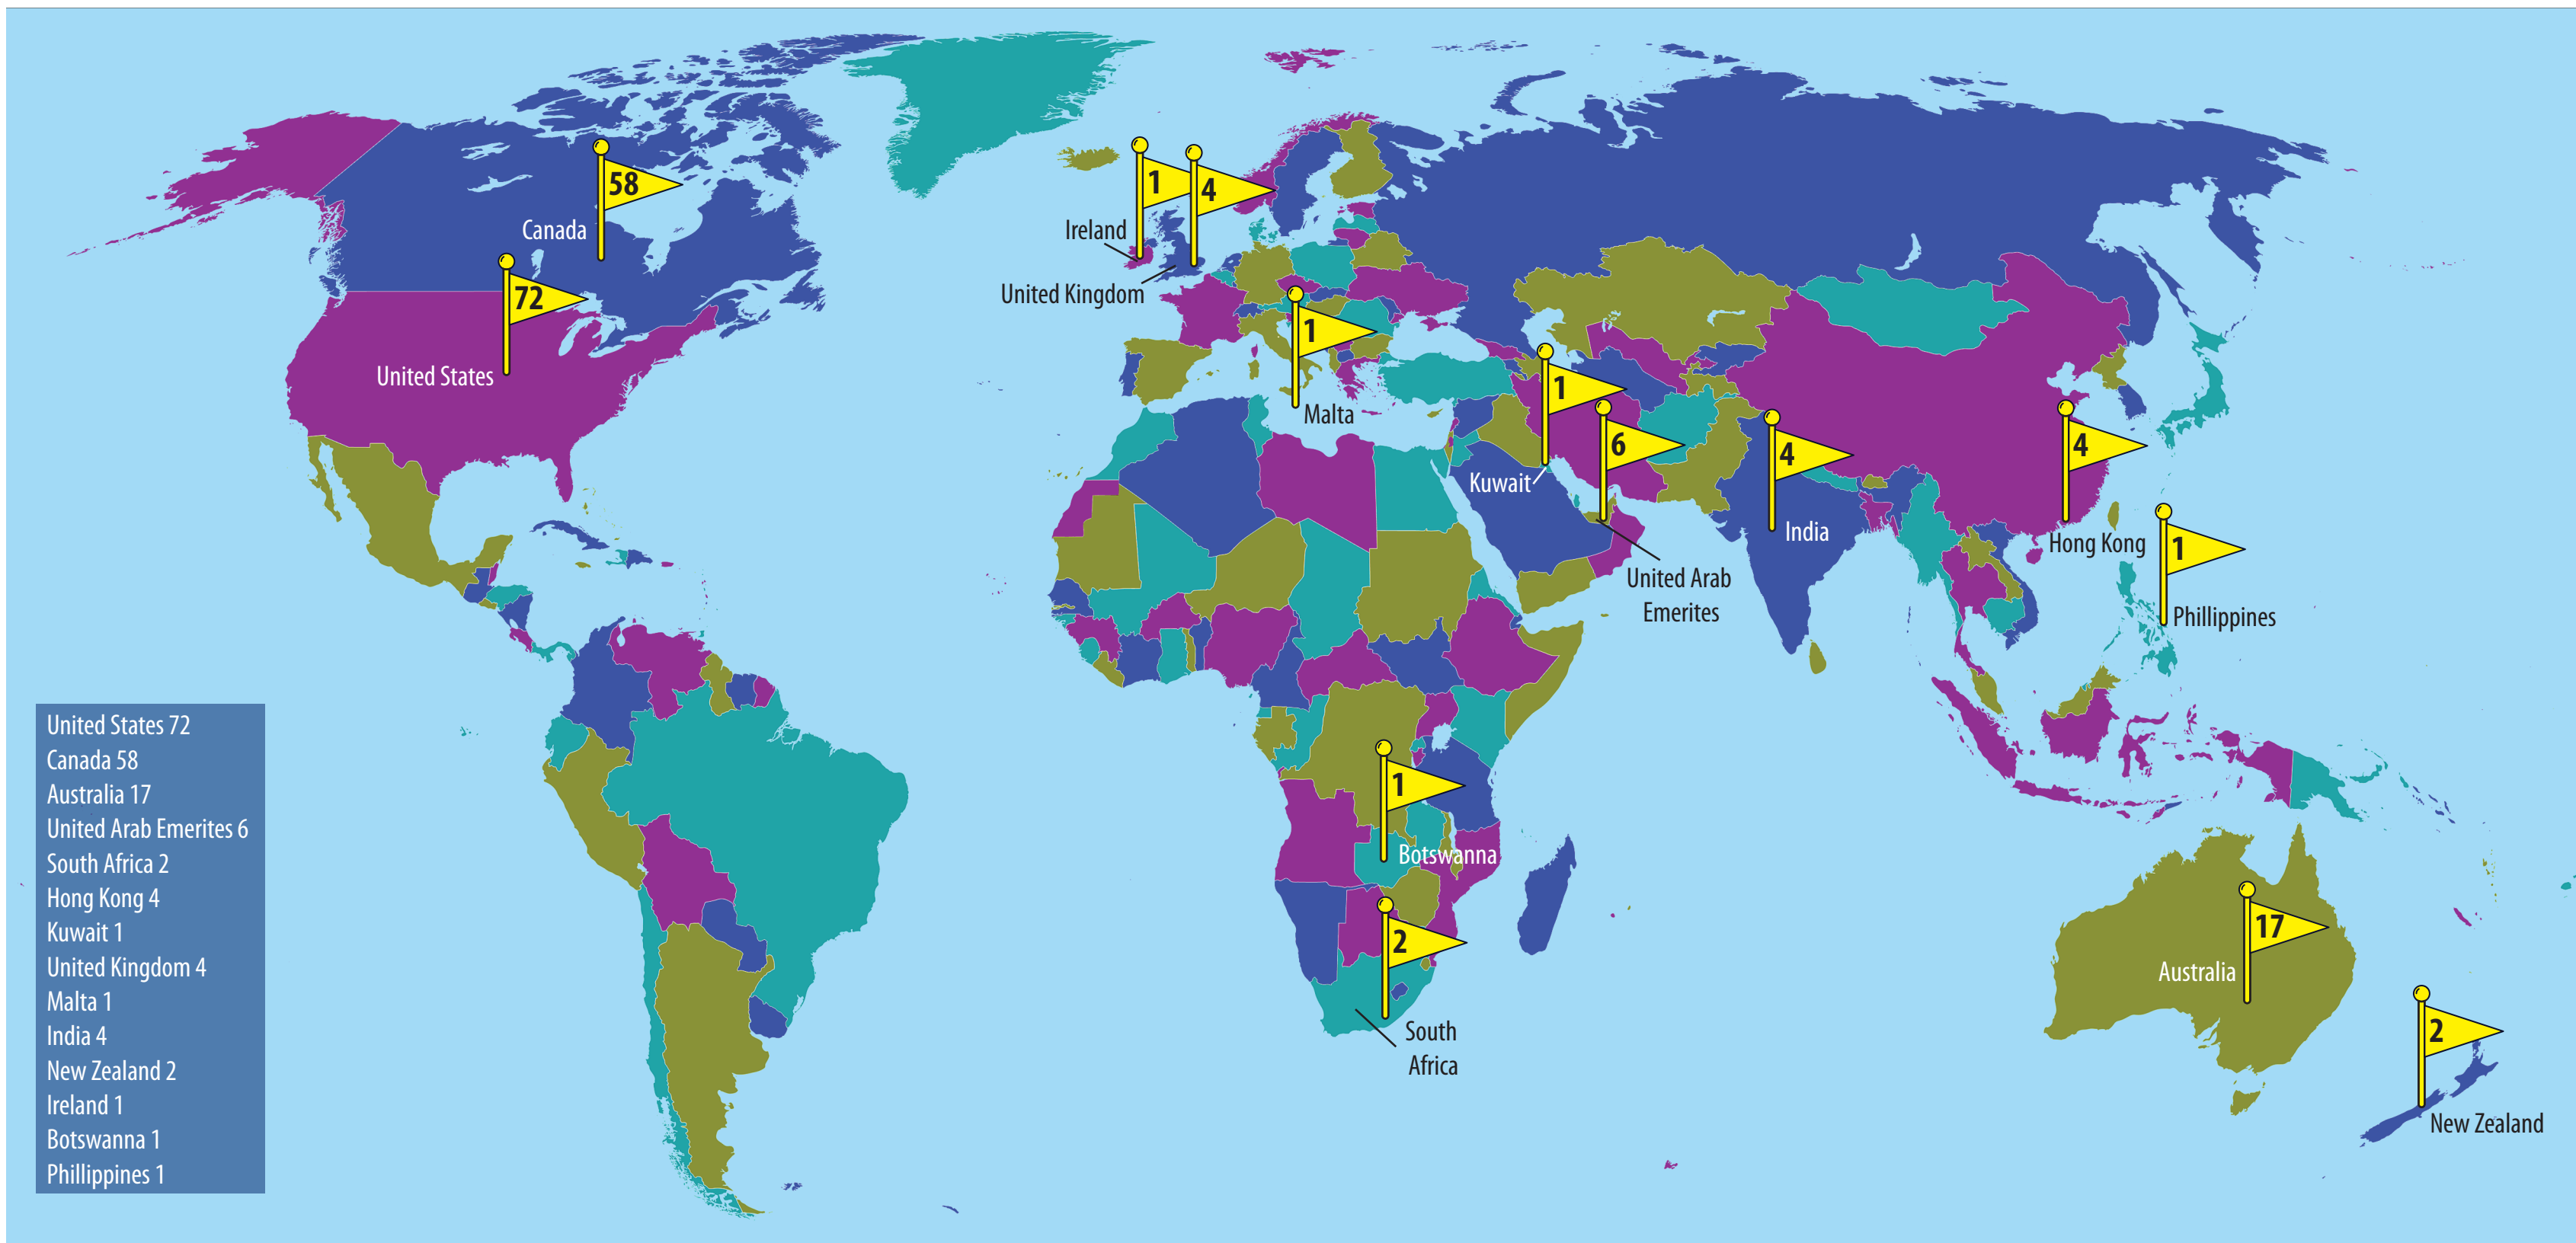 58
Canada
72
United States
1
4
Ireland
United Kingdom
1
Malta
1
Kuwait
6
United Arab
Emerites
4
India
4
Hong Kong
1
Phillippines
1
Botswanna
2
South
Africa
17
Australia
2
New Zealand
United States 72
Canada 58
Australia 17
United Arab Emerites 6
South Africa 2
Hong Kong 4
Kuwait 1
United Kingdom 4
Malta 1
India 4
New Zealand 2
Ireland 1
Botswanna 1
Phillippines 1